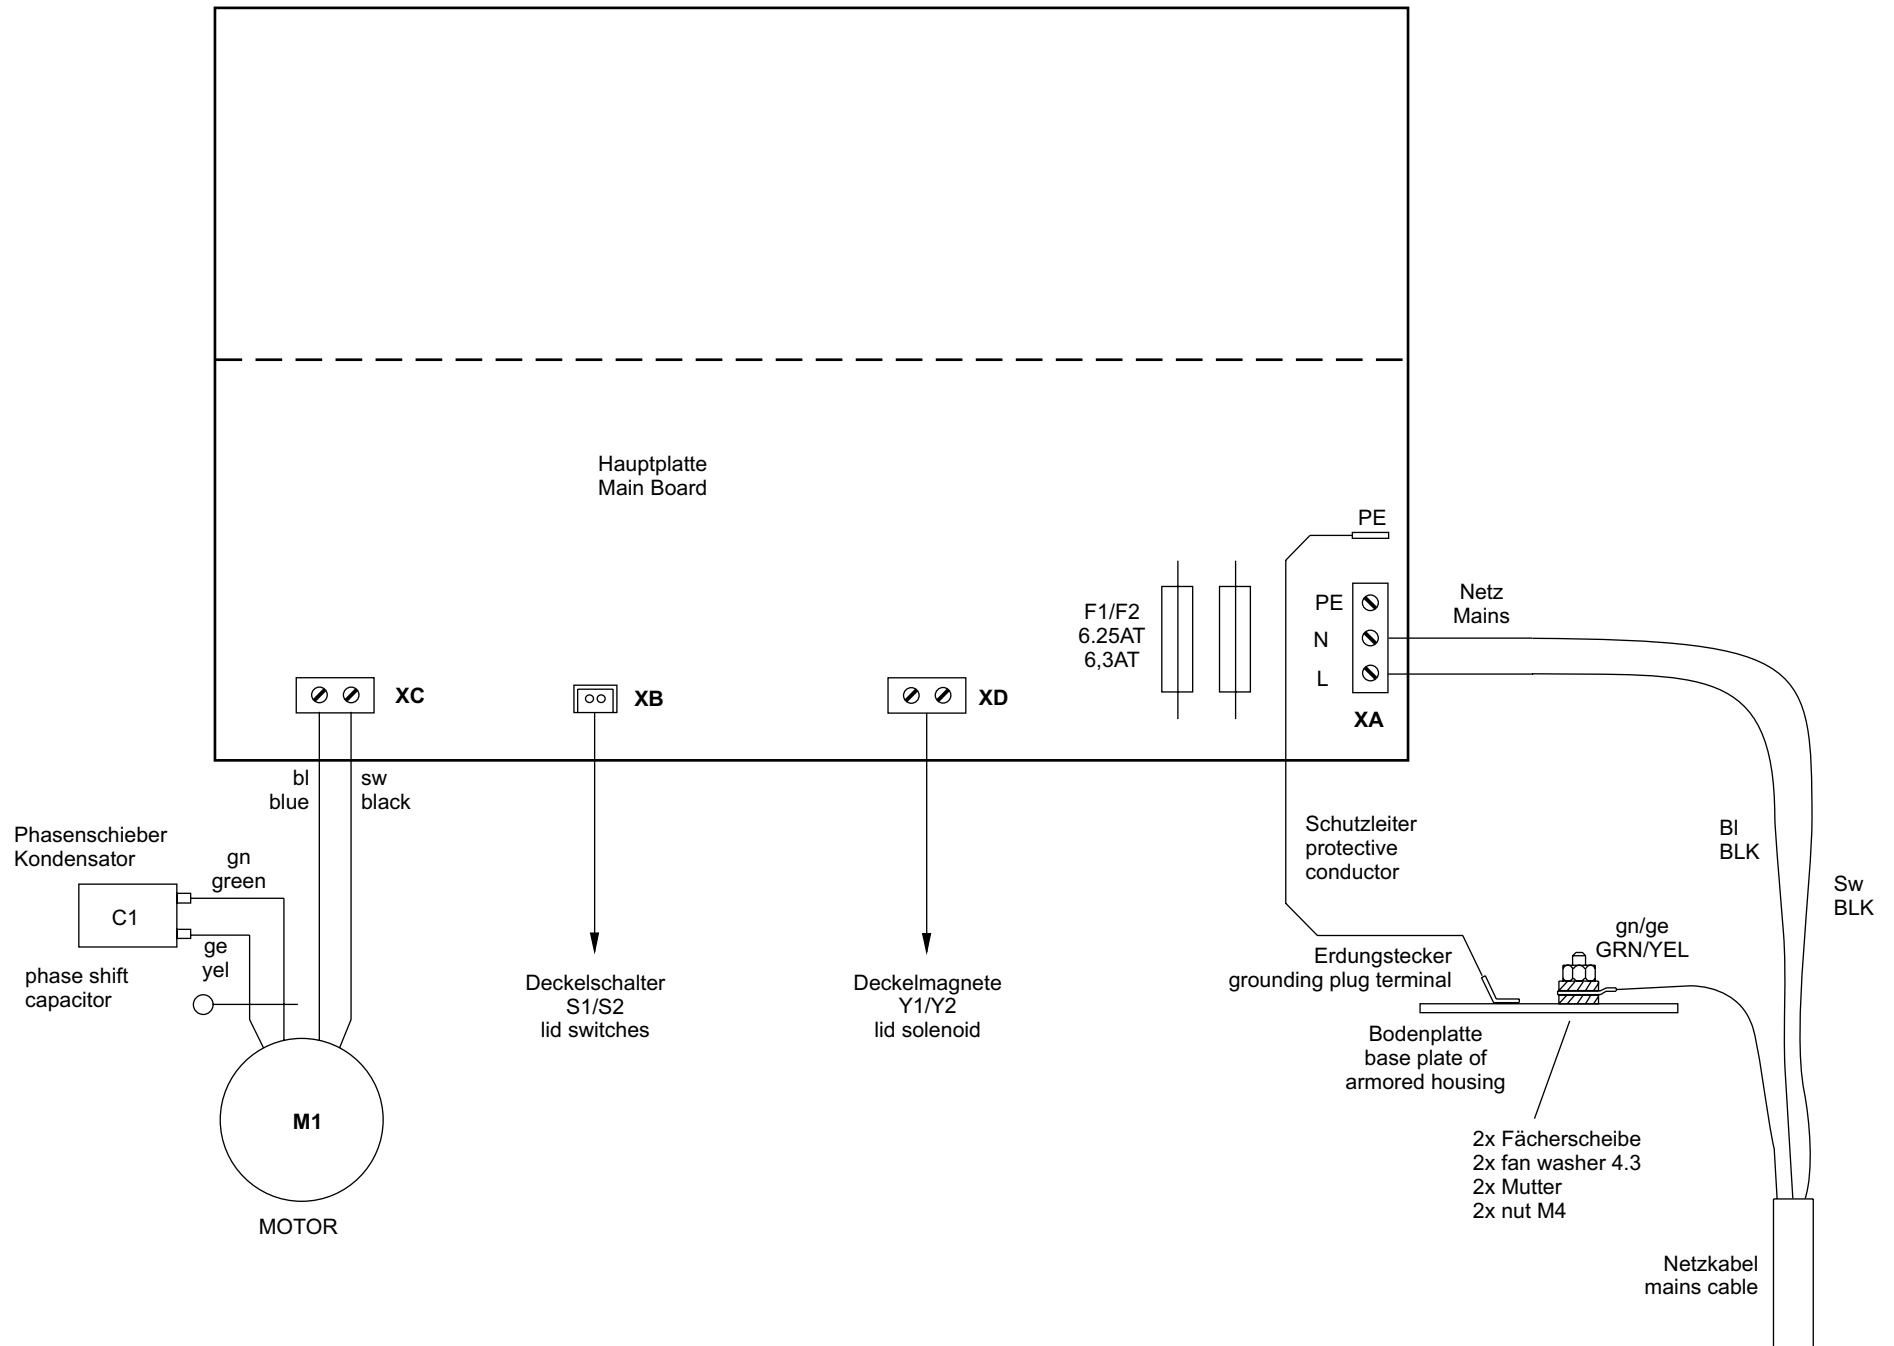 Hauptplatte
Main Board
PE
F1/F2
6.25AT
6,3AT
PE
N
L
XA
Netz
Mains
XC
XB
XD
bl
blue
sw
black
Phasenschieber
Kondensator
gn
green
C1
ge
yel
phase shift
capacitor
M1
MOTOR
Deckelschalter
S1/S2
lid switches
Deckelmagnete
Y1/Y2
lid solenoid
Schutzleiter
protective
conductor
Erdungstecker
grounding plug terminal
gn/ge
GRN/YEL
Bl
BLK
Sw
BLK
Bodenplatte
base plate of
armored housing
2x Fächerscheibe
2x fan washer 4.3
2x Mutter
2x nut M4
Netzkabel
mains cable